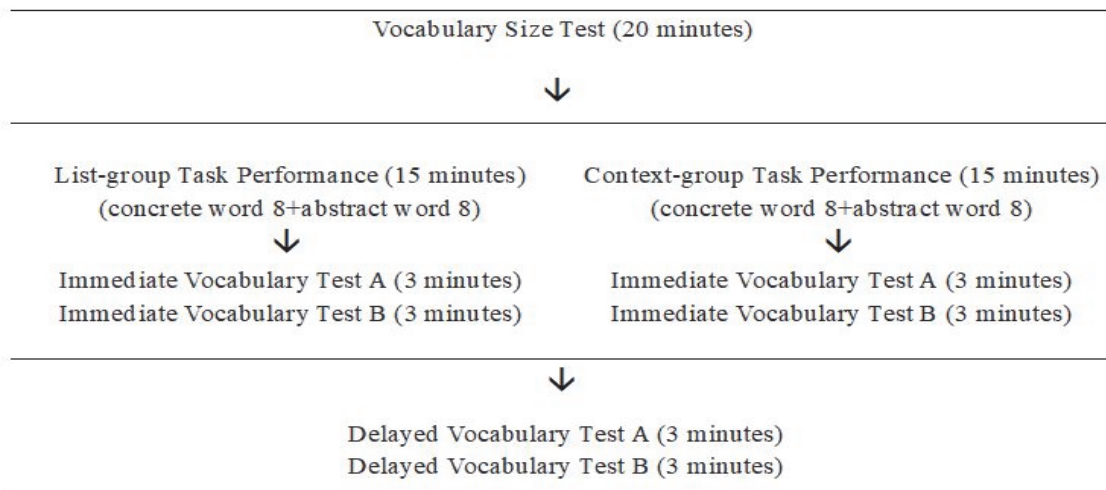 Vocabulary Size Test (20 minutes)
↓
List-group Task Performance (15 minutes)
(concrete word 8+abstract word 8)
↓
Immediate Vocabulary Test A (3 minutes)
Immediate Vocabulary Test B (3 minutes)
Context-group Task Performance (15 minutes)
(concrete word 8+abstract word 8)
↓
Immediate Vocabulary Test A (3 minutes)
Immediate Vocabulary Test B (3 minutes)
↓
Delayed Vocabulary Test A (3 minutes)
Delayed Vocabulary Test B (3 minutes)